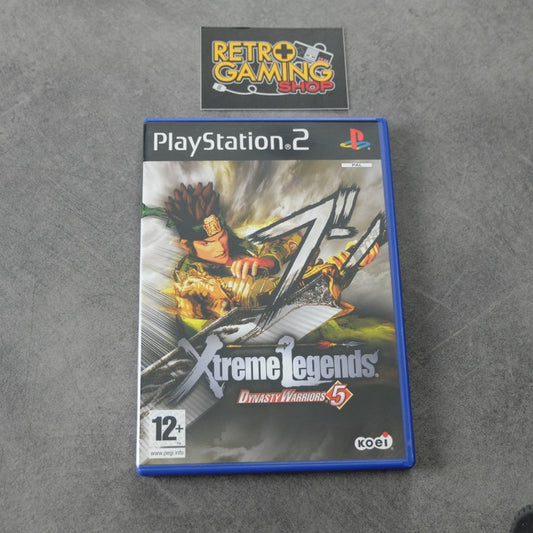 RETRO
GAMING
SHOP
PlayStation®2
PAL
Xtreme Legends
DYNASTY WARRIORS 5
12+
www.pegi.info
KOEI